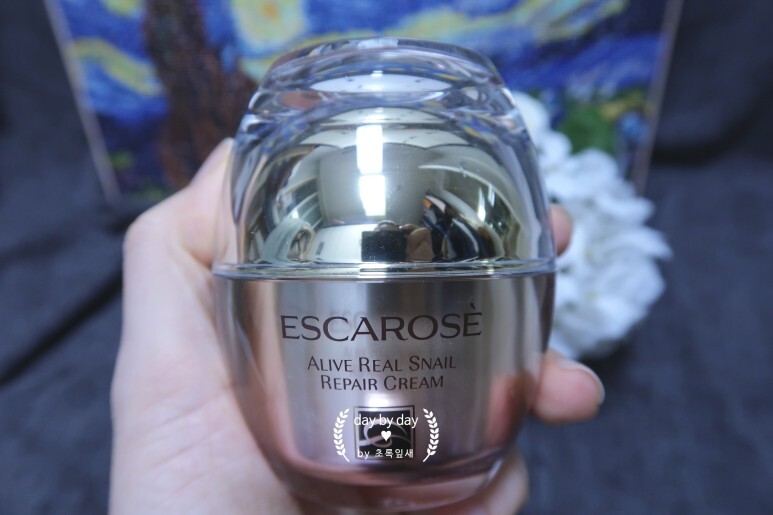 ESCAROSÈ
ALIVE REAL SNAIL
REPAIR CREAM
day by day
by 초록잎새